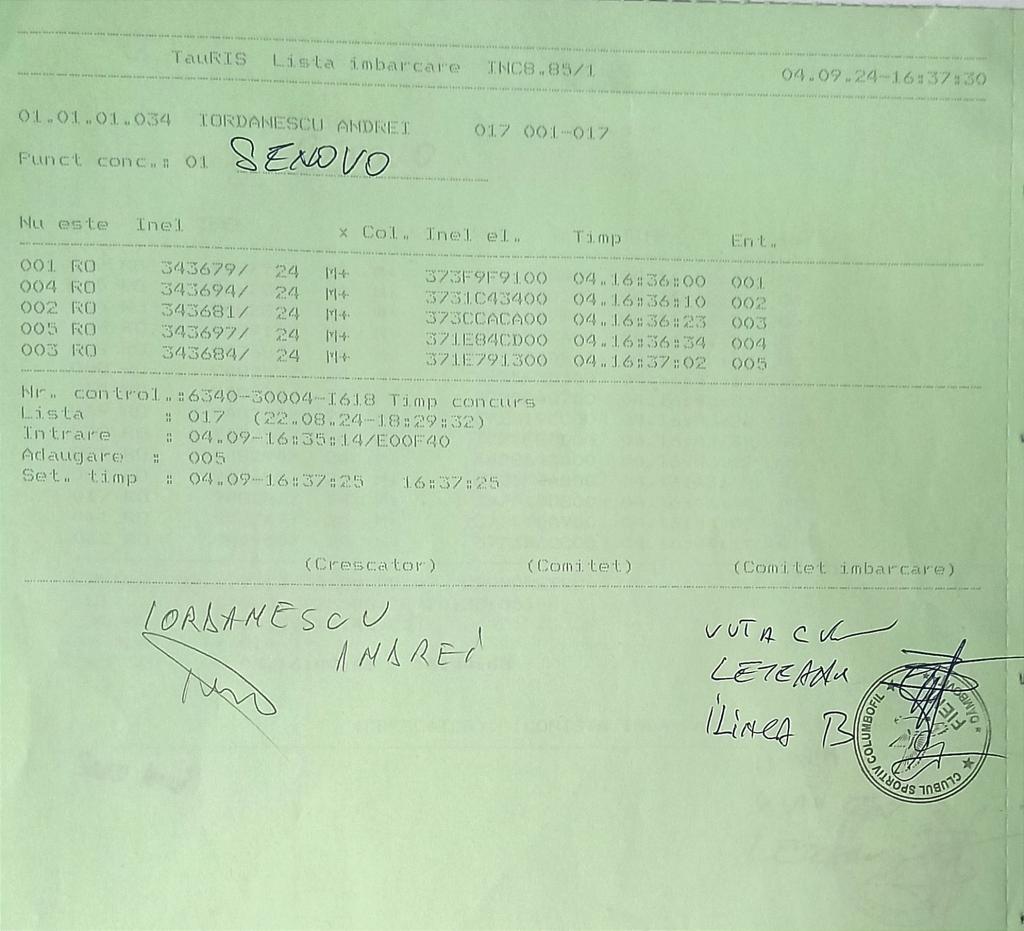 TauRIS Lista imbarcare INC8.85/1 04.09.24-16:37:30
01.01.01.034 IORDANESCU ANDREI 017 001-017
Punct conc.: 01 SENOVO
Nu este Inel x Col. Inel el. Timp Ent.
001 RO 343679/ 24 M+ 373F9F9100 04.16:36:00 001
004 RO 343694/ 24 M+ 3731C43400 04.16:36:10 002
002 RO 343681/ 24 M+ 373CCACA00 04.16:36:23 003
005 RO 343697/ 24 M+ 371E84CD00 04.16:36:34 004
003 RO 343684/ 24 M+ 371E791300 04.16:37:02 005
Nr. control.:6340-30004-I618 Timp concurs
Lista : 017 (22.08.24-18:29:32)
Intrare : 04.09-16:35:14/E00F40
Adaugare : 005
Set. timp : 04.09-16:37:25 16:37:25
(Crescator) (Comitet) (Comitet imbarcare)
IORDANESCU
ANDREI
VUTA C
LETEANU
ILINCA B
CLUBUL SPORTIV COLUMBOFIL